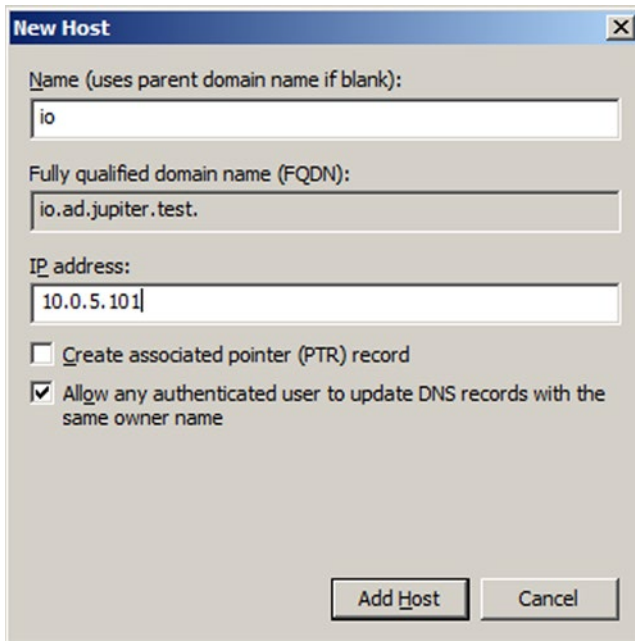 New Host
Name (uses parent domain name if blank):
io
Fully qualified domain name (FQDN):
io.ad.jupiter.test.
IP address:
10.0.5.101
Create associated pointer (PTR) record
Allow any authenticated user to update DNS records with the
same owner name
Add Host
Cancel